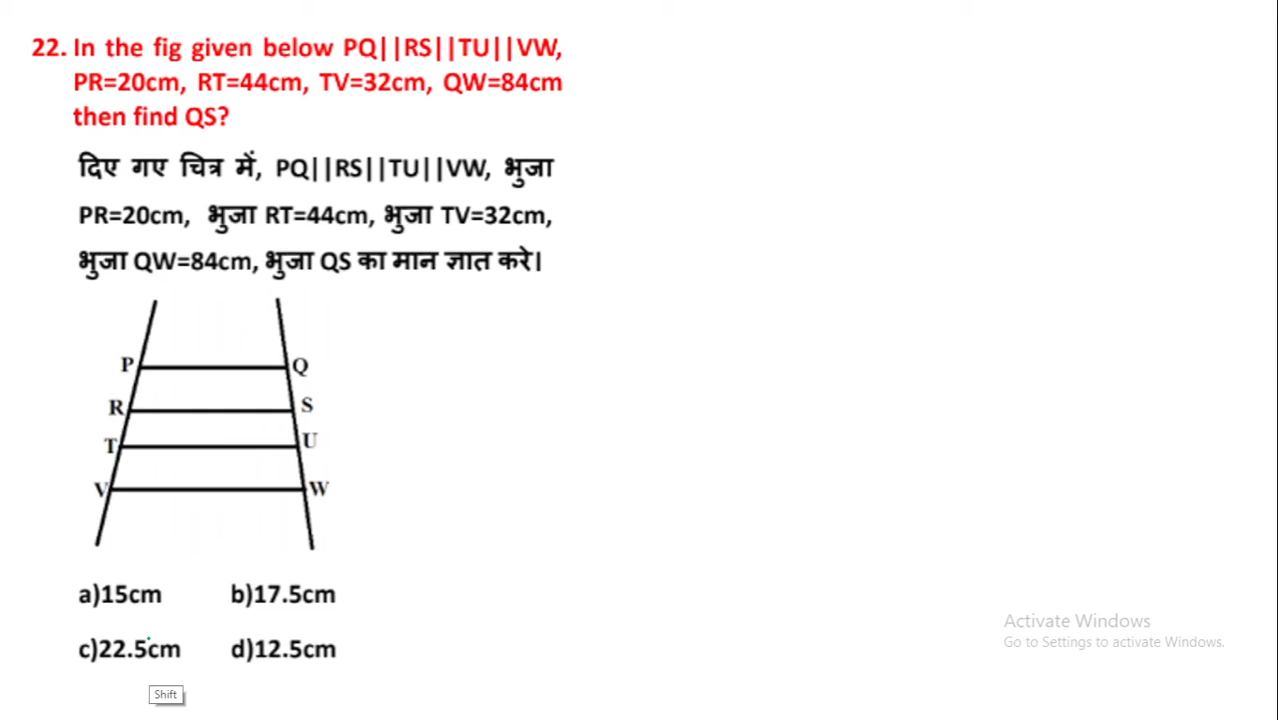 22. In the fig given below PQ||RS||TU||VW,
PR=20cm, RT=44cm, TV=32cm, QW=84cm
then find QS?
दिए गए चित्र में, PQ||RS||TU||VW, भुजा
PR=20cm, भुजा RT=44cm, भुजा TV=32cm,
भुजा QW=84cm, भुजा QS का मान ज्ञात करे।
P Q
R S
T U
V W
a)15cm b)17.5cm
c)22.5cm d)12.5cm
Shift
Activate Windows
Go to Settings to activate Windows.